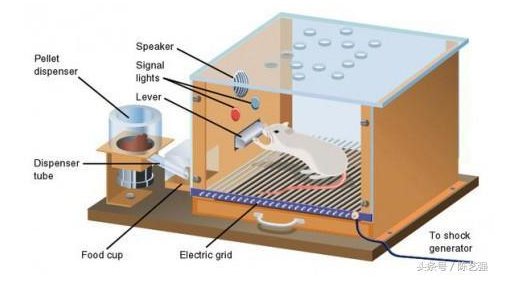 Speaker
Pellet
dispenser
Signal
lights
Lever
Dispenser
tube
Food cup
Electric grid
To shock
generator
头条号 / 陈艺强